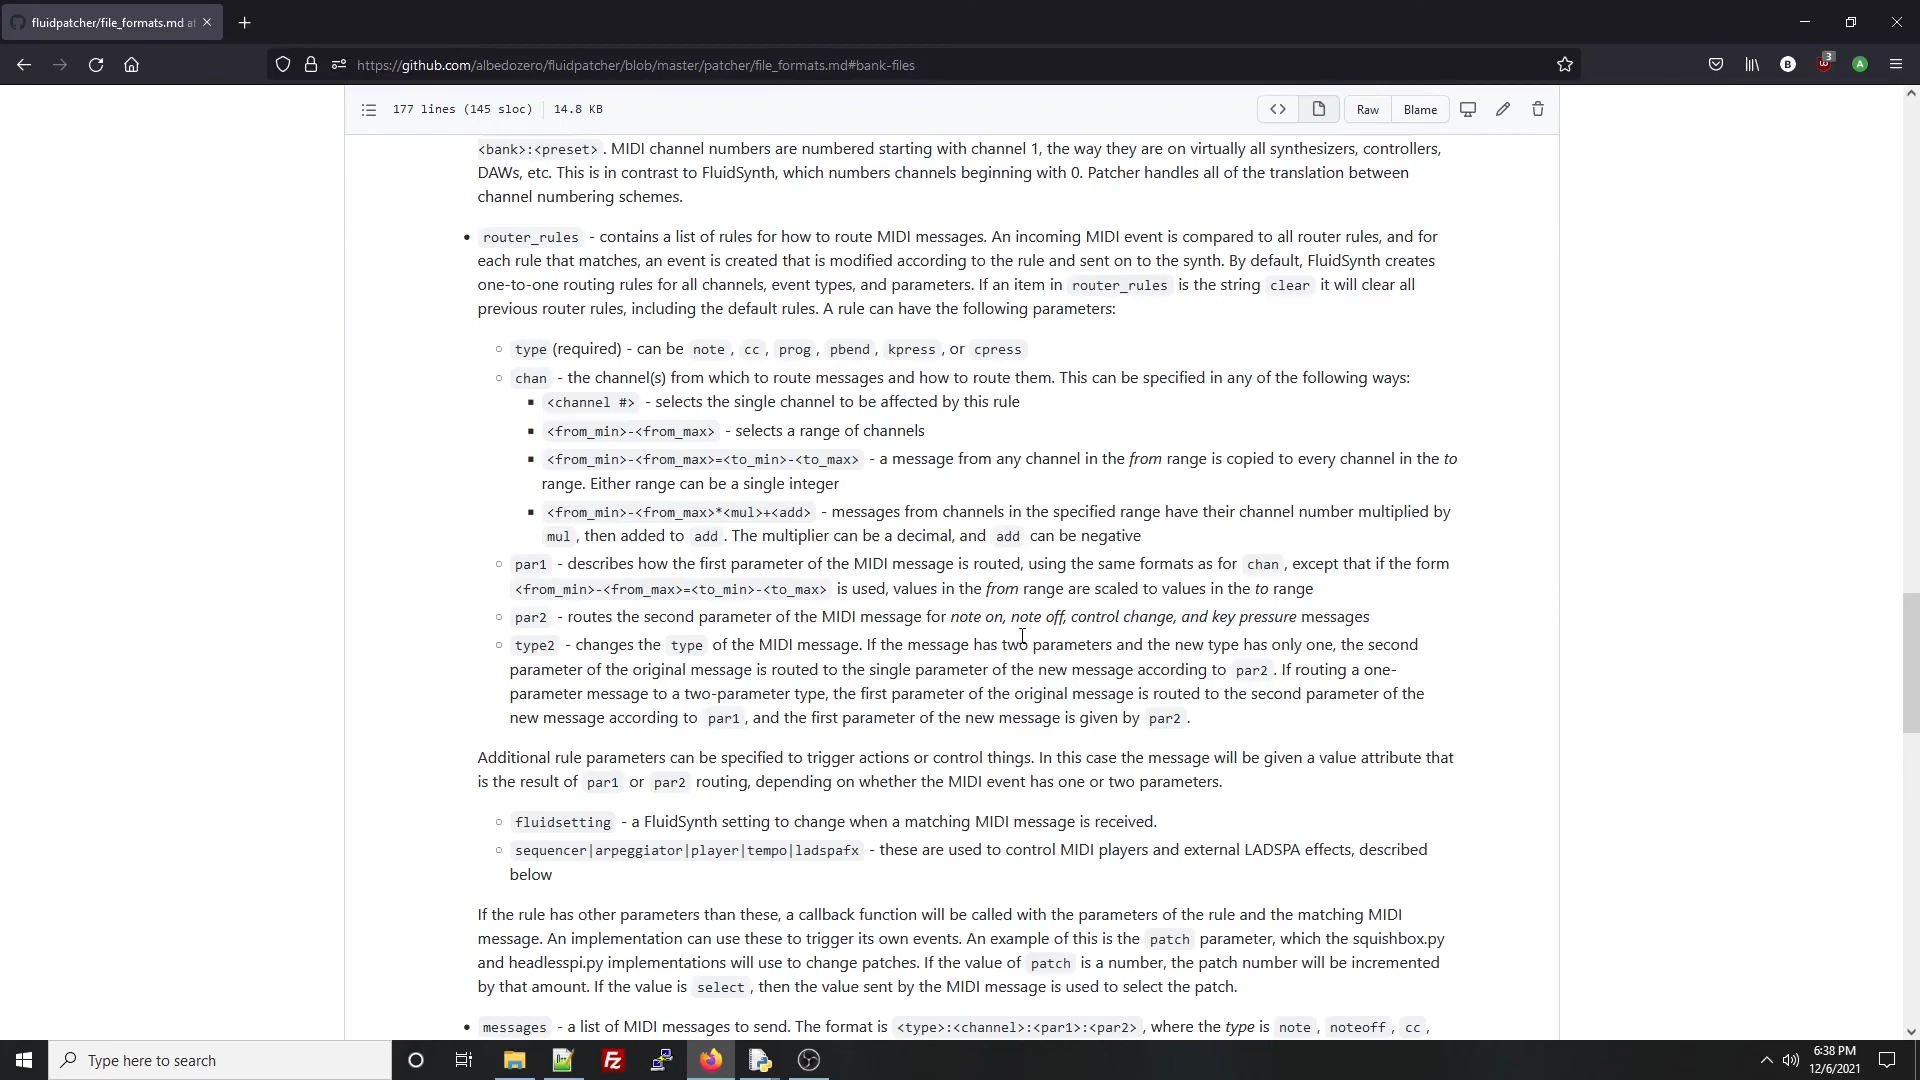 fluidpatcher/file_formats.md at
https://github.com/albedozero/fluidpatcher/blob/master/patcher/file_formats.md#bank-files
3
B
A
177 lines (145 sloc) 14.8 KB
Raw Blame
<bank>:<preset> . MIDI channel numbers are numbered starting with channel 1, the way they are on virtually all synthesizers, controllers,
DAWs, etc. This is in contrast to FluidSynth, which numbers channels beginning with 0. Patcher handles all of the translation between
channel numbering schemes.
• router_rules - contains a list of rules for how to route MIDI messages. An incoming MIDI event is compared to all router rules, and for
each rule that matches, an event is created that is modified according to the rule and sent on to the synth. By default, FluidSynth creates
one-to-one routing rules for all channels, event types, and parameters. If an item in router_rules is the string clear it will clear all
previous router rules, including the default rules. A rule can have the following parameters:
○ type (required) - can be note , cc , prog , pbend , kpress , or cpress
○ chan - the channel(s) from which to route messages and how to route them. This can be specified in any of the following ways:
▪ <channel #> - selects the single channel to be affected by this rule
▪ <from_min>-<from_max> - selects a range of channels
▪ <from_min>-<from_max>=<to_min>-<to_max> - a message from any channel in the from range is copied to every channel in the to
range. Either range can be a single integer
▪ <from_min>-<from_max>*<mul>+<add> - messages from channels in the specified range have their channel number multiplied by
mul , then added to add . The multiplier can be a decimal, and add can be negative
○ par1 - describes how the first parameter of the MIDI message is routed, using the same formats as for chan , except that if the form
<from_min>-<from_max>=<to_min>-<to_max> is used, values in the from range are scaled to values in the to range
○ par2 - routes the second parameter of the MIDI message for note on, note off, control change, and key pressure messages
○ type2 - changes the type of the MIDI message. If the message has two parameters and the new type has only one, the second
parameter of the original message is routed to the single parameter of the new message according to par2 . If routing a one-
parameter message to a two-parameter type, the first parameter of the original message is routed to the second parameter of the
new message according to par1 , and the first parameter of the new message is given by par2 .
Additional rule parameters can be specified to trigger actions or control things. In this case the message will be given a value attribute that
is the result of par1 or par2 routing, depending on whether the MIDI event has one or two parameters.
○ fluidsetting - a FluidSynth setting to change when a matching MIDI message is received.
○ sequencer|arpeggiator|player|tempo|ladspafx - these are used to control MIDI players and external LADSPA effects, described
below
If the rule has other parameters than these, a callback function will be called with the parameters of the rule and the matching MIDI
message. An implementation can use these to trigger its own events. An example of this is the patch parameter, which the squishbox.py
and headlesspi.py implementations will use to change patches. If the value of patch is a number, the patch number will be incremented
by that amount. If the value is select , then the value sent by the MIDI message is used to select the patch.
• messages - a list of MIDI messages to send. The format is <type>:<channel>:<par1>:<par2> , where the type is note , noteoff , cc ,
Type here to search
Fz
6:38 PM
12/6/2021